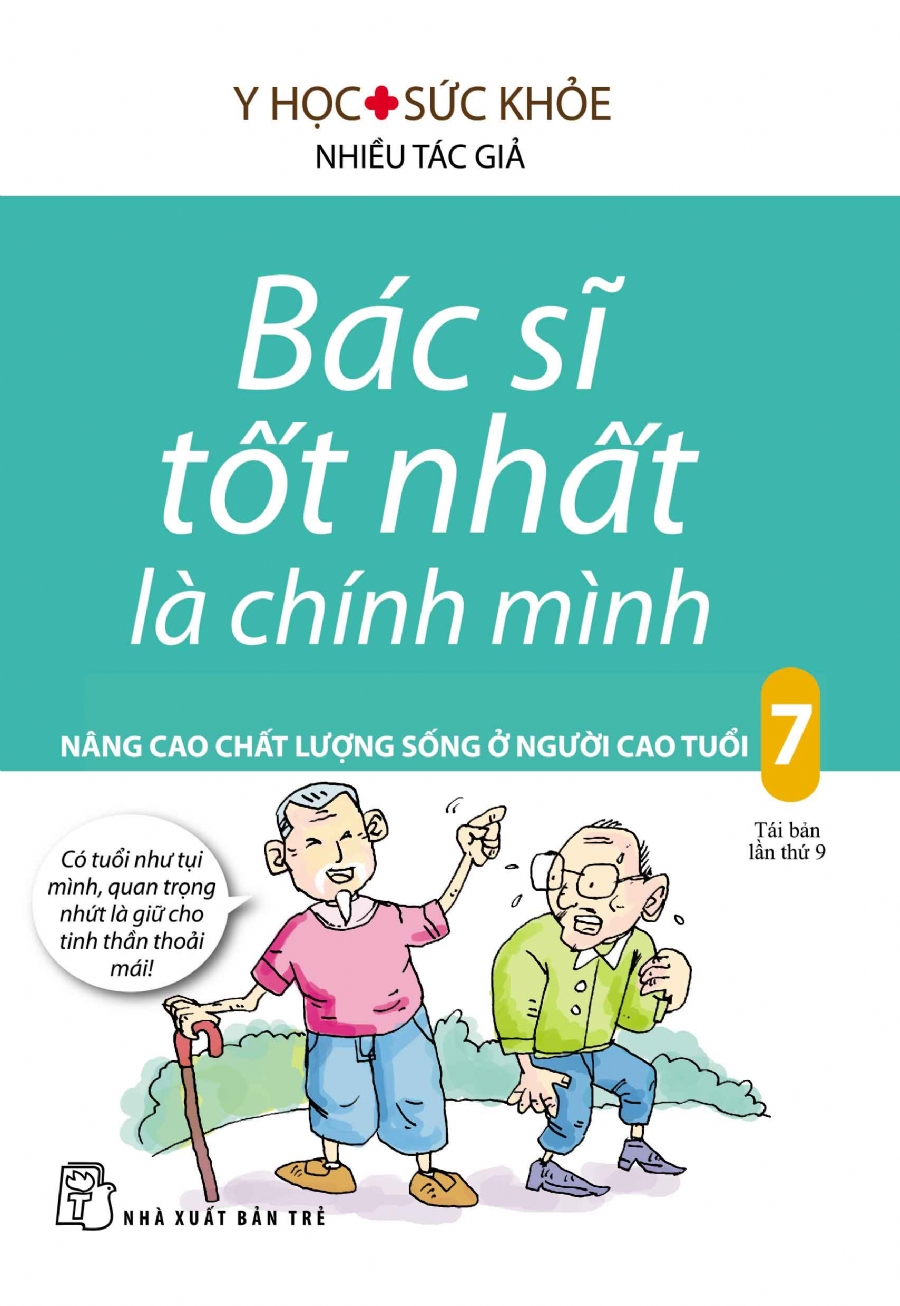 Y HỌC SỨC KHỎE
NHIỀU TÁC GIẢ
Bác sĩ
tốt nhất
là chính mình
NÂNG CAO CHẤT LƯỢNG SỐNG Ở NGƯỜI CAO TUỔI
7
Tái bản
lần thứ 9
Có tuổi như tụi
mình, quan trọng
nhứt là giữ cho
tinh thần thoải
mái!
T
NHÀ XUẤT BẢN TRẺ